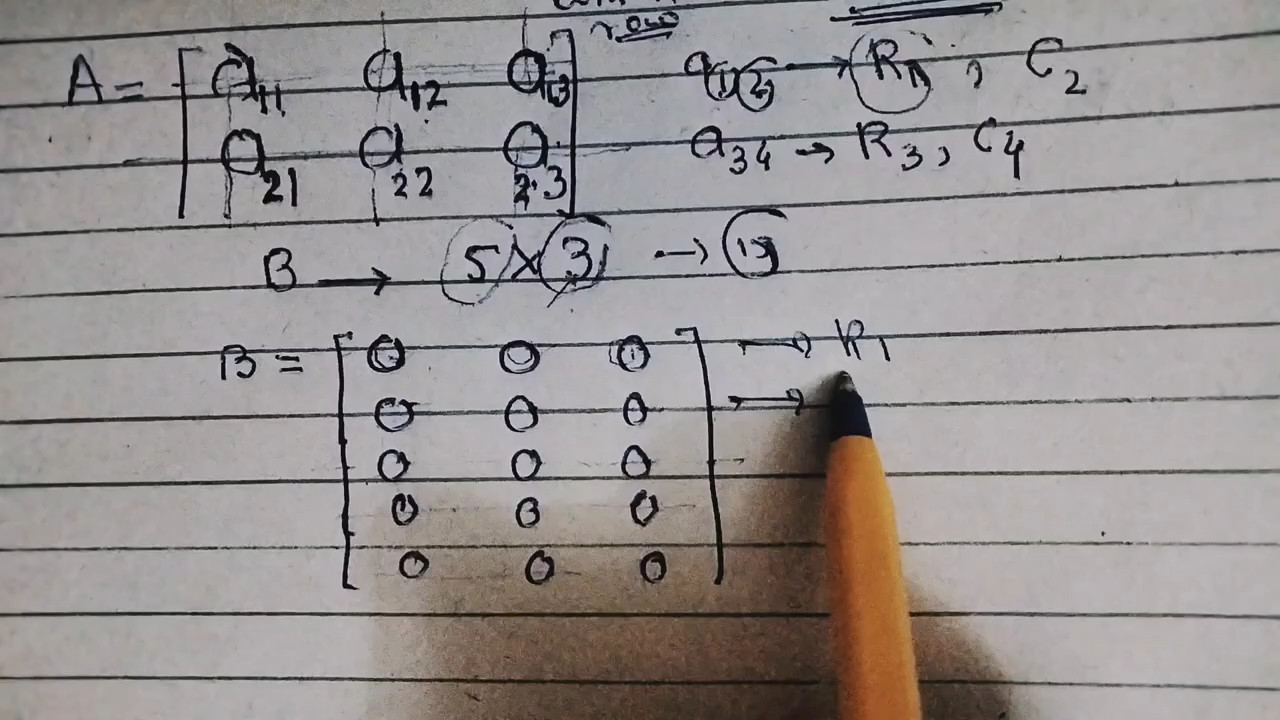 row
A = [ a11 a12 a13 ] a12 → R1, C2
[ a21 a22 a23 ] a34 → R3, C4
B → 5×3 → 15
B = [ 0 0 0 ] → R1
0 0 0 →
0 0 0
0 0 0
0 0 0